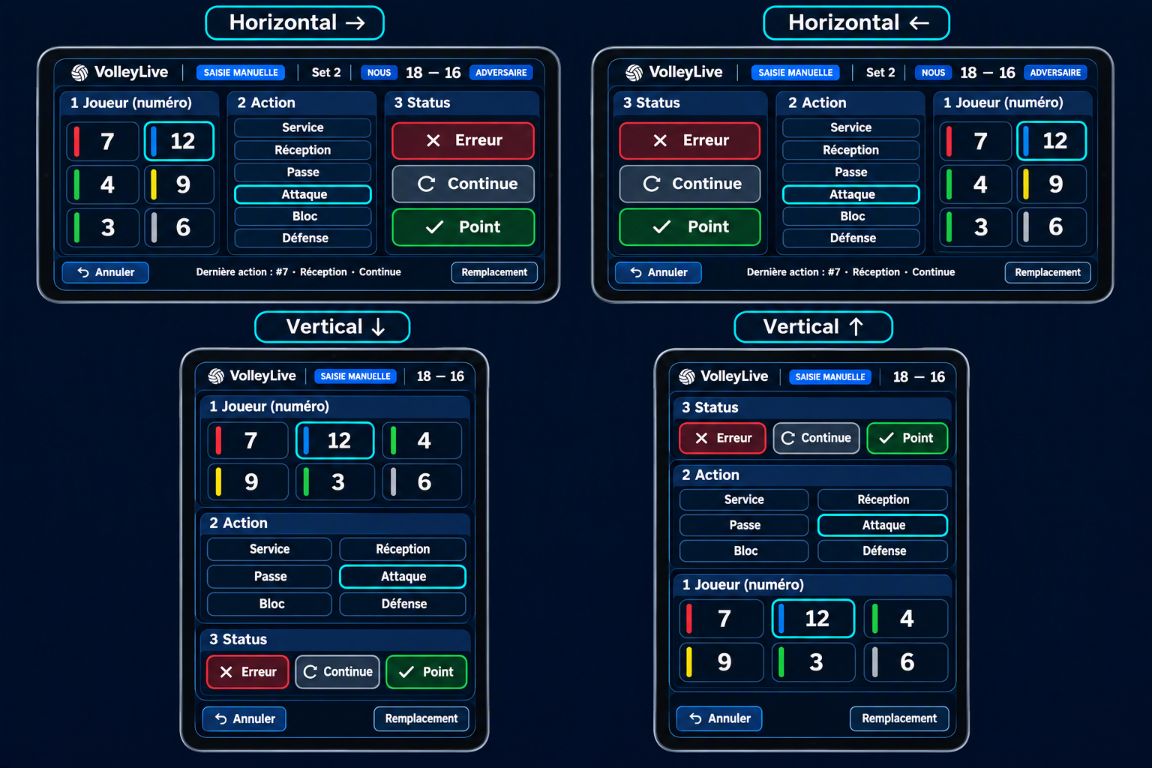 Horizontal →
VolleyLive SAISIE MANUELLE Set 2 NOUS 18 — 16 ADVERSAIRE
1 Joueur (numéro)
7 12
4 9
3 6
2 Action
Service
Réception
Passe
Attaque
Bloc
Défense
3 Status
Erreur
Continue
Point
Annuler Dernière action : #7 · Réception · Continue Remplacement
Horizontal ←
VolleyLive SAISIE MANUELLE Set 2 NOUS 18 — 16 ADVERSAIRE
3 Status
Erreur
Continue
Point
2 Action
Service
Réception
Passe
Attaque
Bloc
Défense
1 Joueur (numéro)
7 12
4 9
3 6
Annuler Dernière action : #7 · Réception · Continue Remplacement
Vertical ↓
VolleyLive SAISIE MANUELLE 18 — 16
1 Joueur (numéro)
7 12 4
9 3 6
2 Action
Service Réception
Passe Attaque
Bloc Défense
3 Status
Erreur Continue Point
Annuler Remplacement
Vertical ↑
VolleyLive SAISIE MANUELLE 18 — 16
3 Status
Erreur Continue Point
2 Action
Service Réception
Passe Attaque
Bloc Défense
1 Joueur (numéro)
7 12 4
9 3 6
Annuler Remplacement